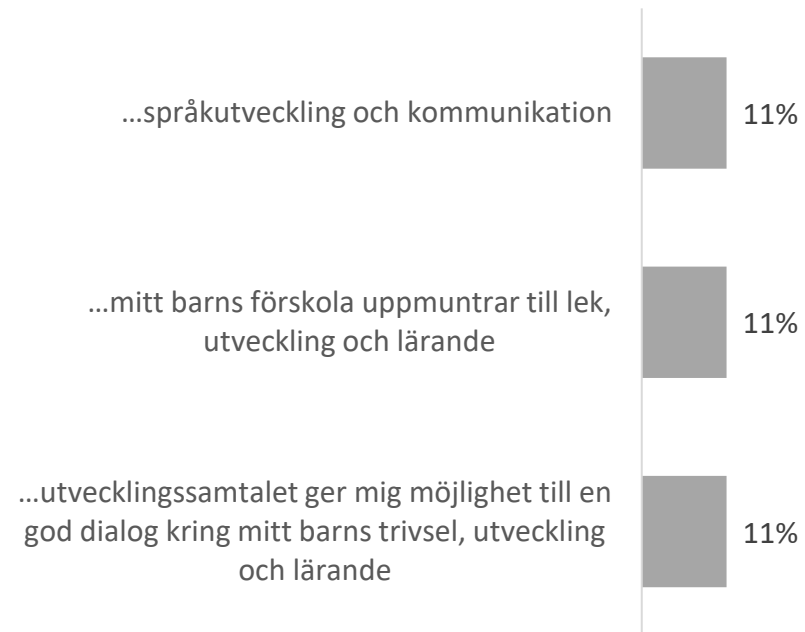 ...språkutveckling och kommunikation
11%
...mitt barns förskola uppmuntrar till lek,
utveckling och lärande
11%
...utvecklingssamtalet ger mig möjlighet till en
god dialog kring mitt barns trivsel, utveckling
och lärande
11%